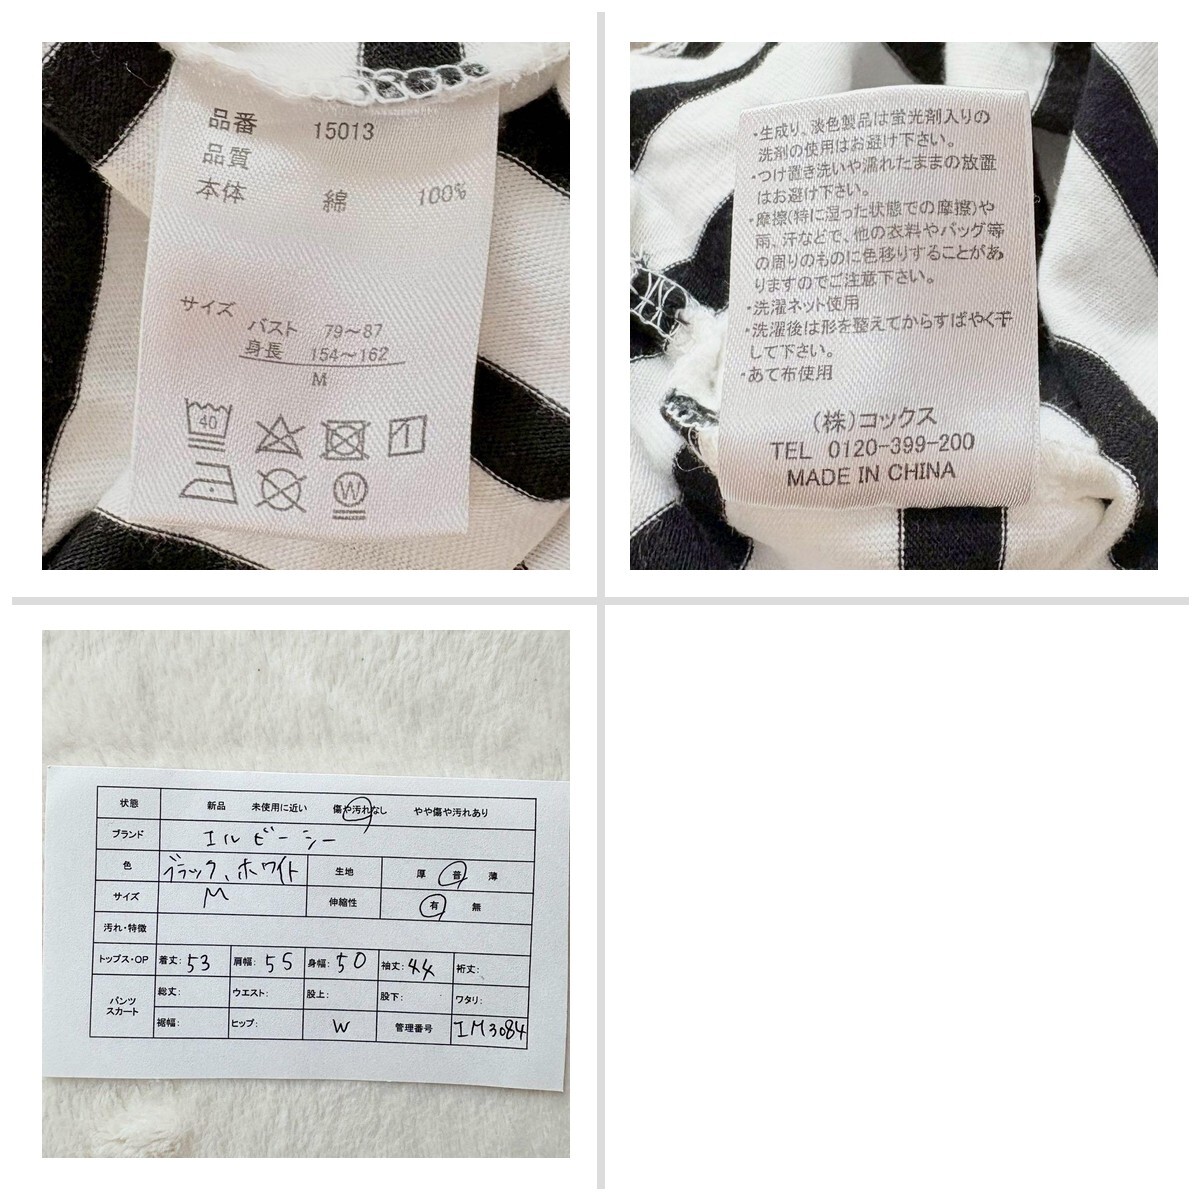 品番 15013
品質
本体 綿 100%
サイズ
バスト 79～87
身長 154～162
M
40
W
・生成り、淡色製品は蛍光剤入りの
洗剤の使用はお避け下さい。
・つけ置き洗いや濡れたままの放置
はお避け下さい。
・摩擦(特に湿った状態での摩擦)や
雨、汗などで、他の衣料やバッグ等
の周りのものに色移りすることがあ
りますのでご注意下さい。
・洗濯ネット使用
・洗濯後は形を整えてからすばやく干
して下さい。
・あて布使用
(株)コックス
TEL 0120-399-200
MADE IN CHINA
状態 新品 未使用に近い 傷や汚れなし やや傷や汚れあり
ブランド エルビーシー
色 ブラック、ホワイト 生地 厚 普 薄
サイズ M 伸縮性 有 無
汚れ・特徴
トップス・OP 着丈: 53 肩幅: 55 身幅: 50 袖丈: 44 裄丈:
パンツ スカート 総丈: ウエスト: 股上: 股下: ワタリ:
裾幅: ヒップ: W 管理番号 IM3084